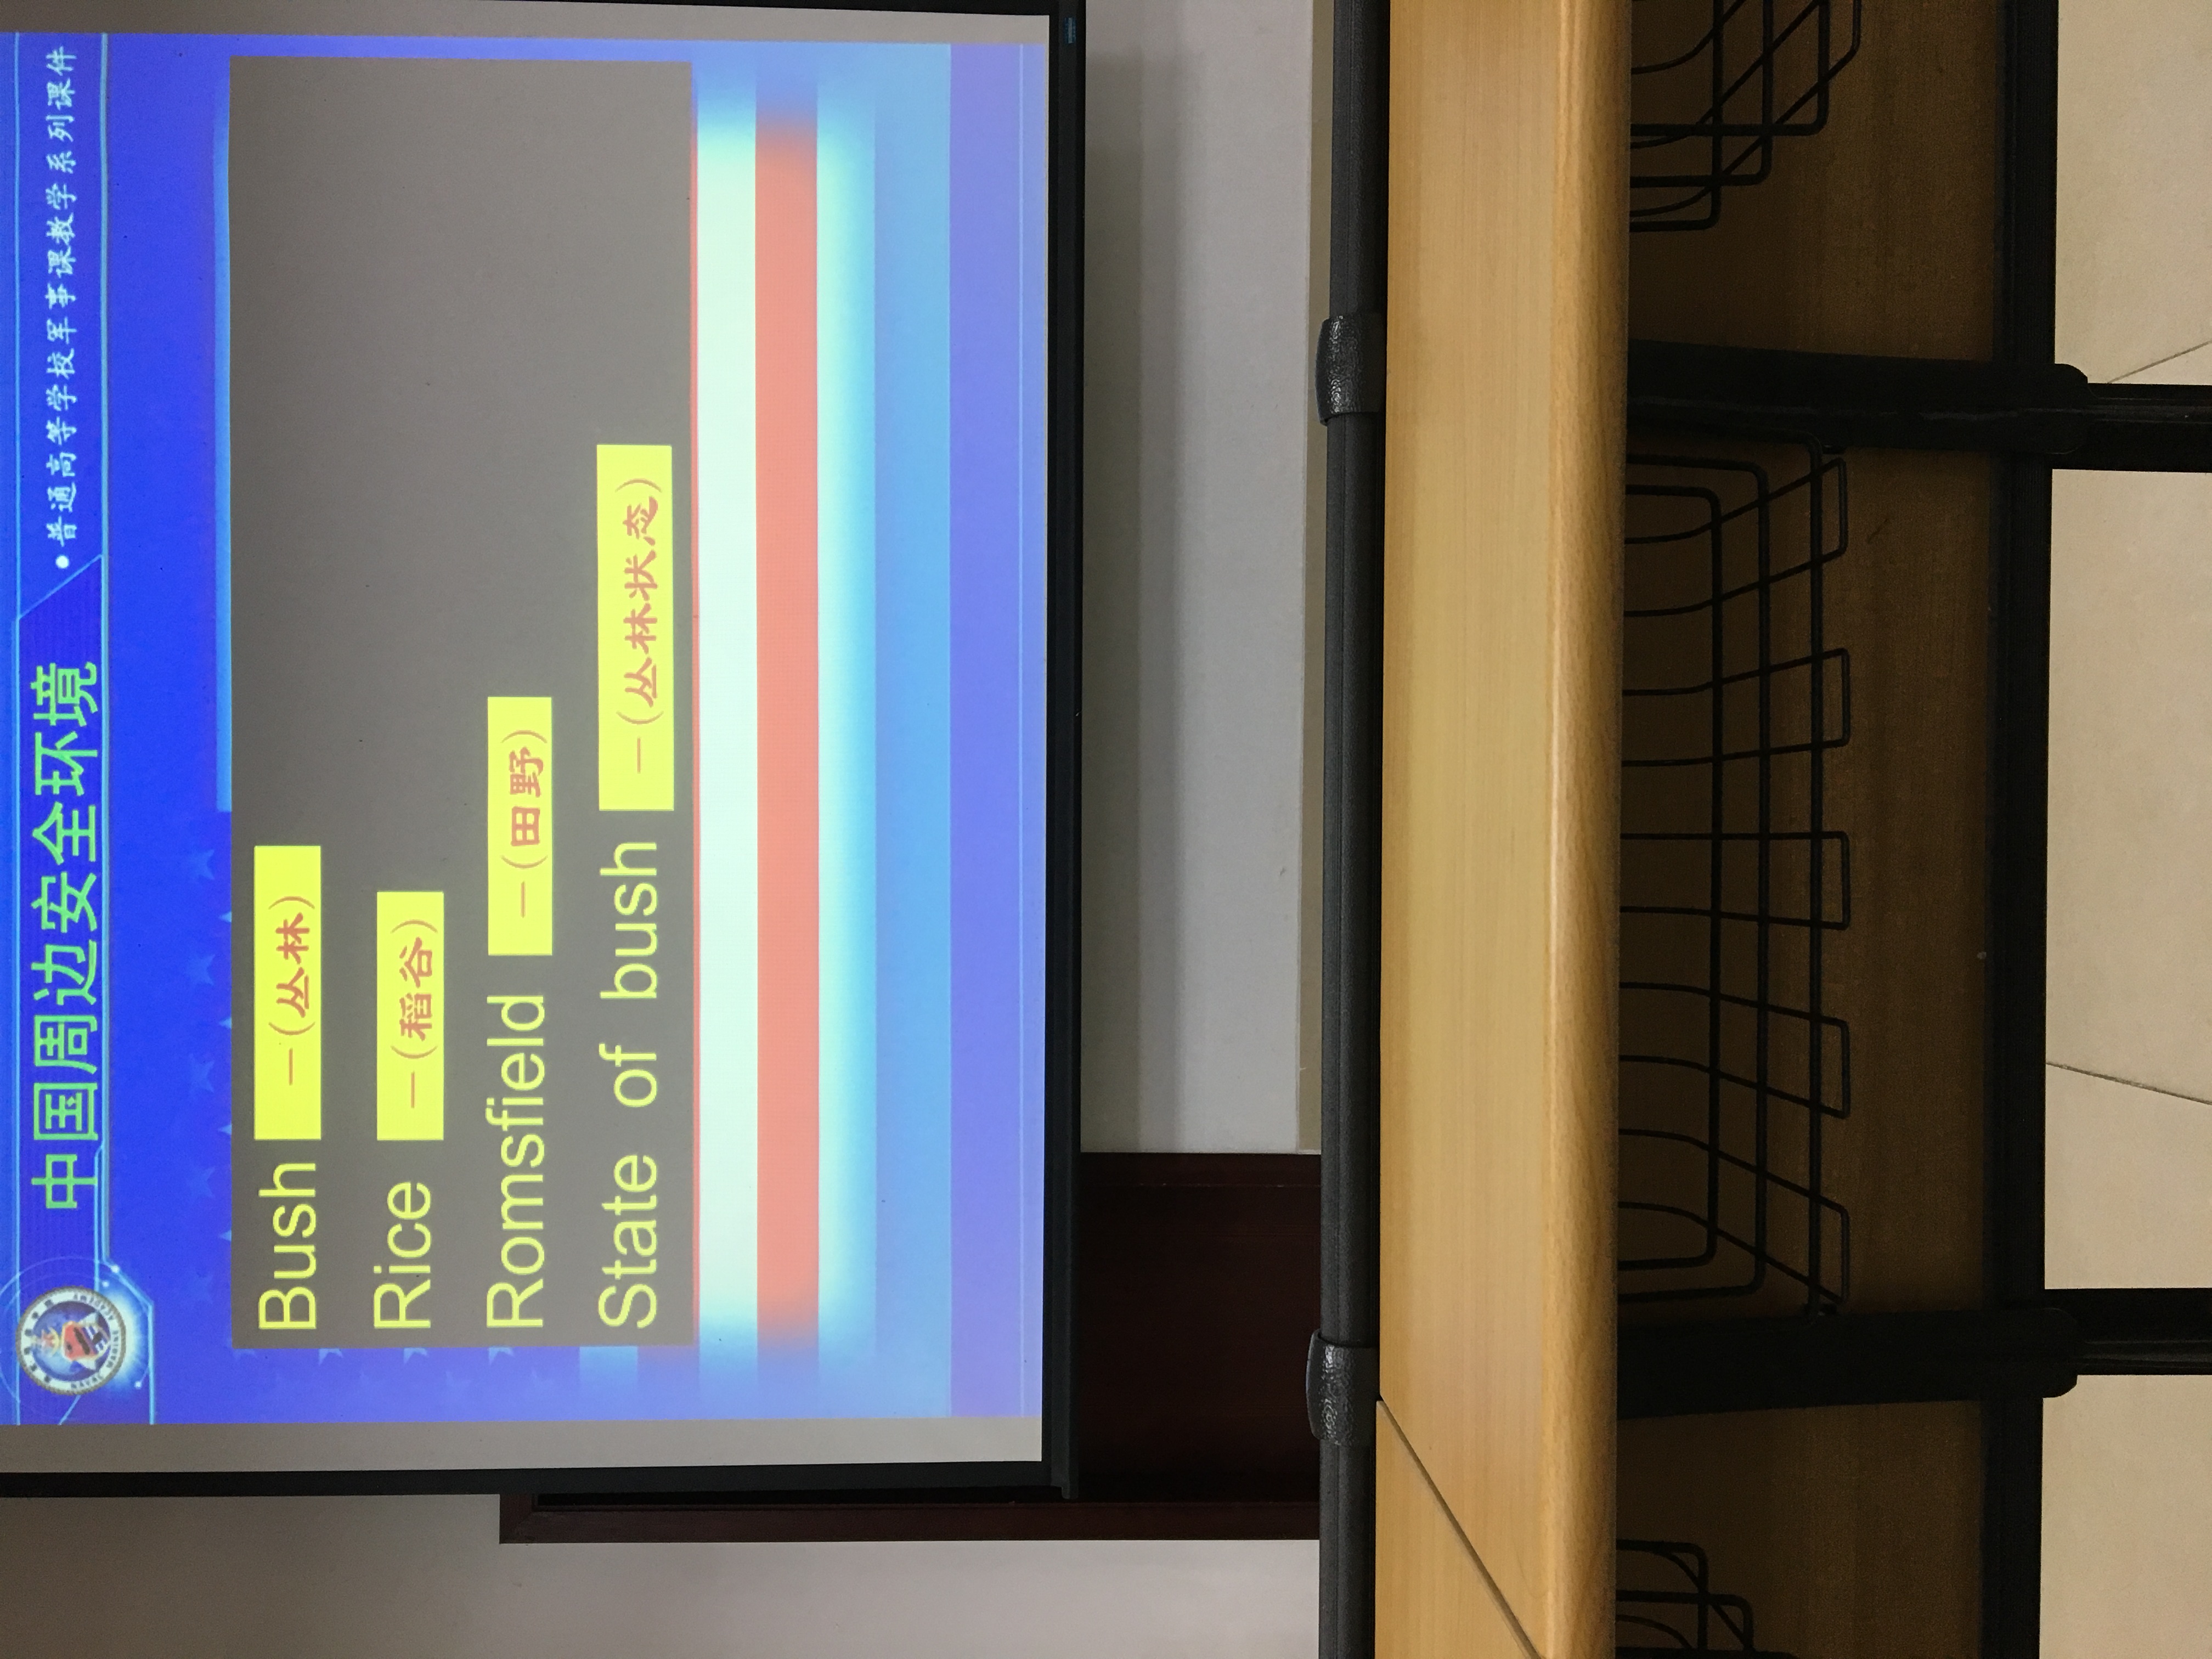 中国周边安全环境
•普通高等学校军事课教学系列课件
Bush —(丛林)
Rice —(稻谷)
Romsfield —(田野)
State of bush —(丛林状态)